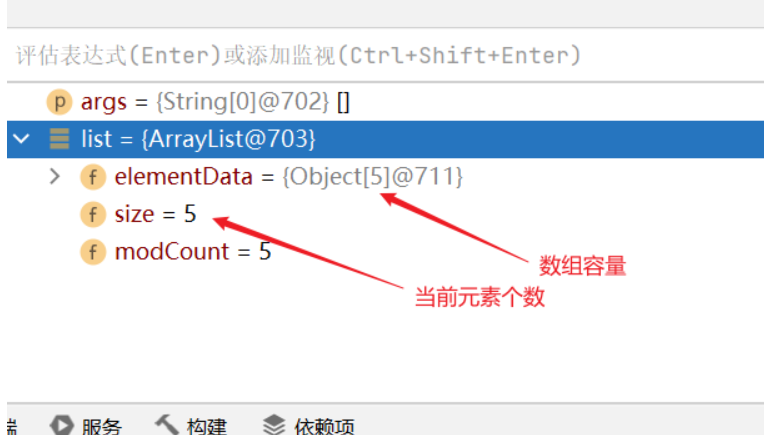 评估表达式(Enter)或添加监视(Ctrl+Shift+Enter)
p args = {String[0]@702} []
list = {ArrayList@703}
f elementData = {Object[5]@711}
f size = 5
f modCount = 5
数组容量
当前元素个数
端 服务 构建 依赖项